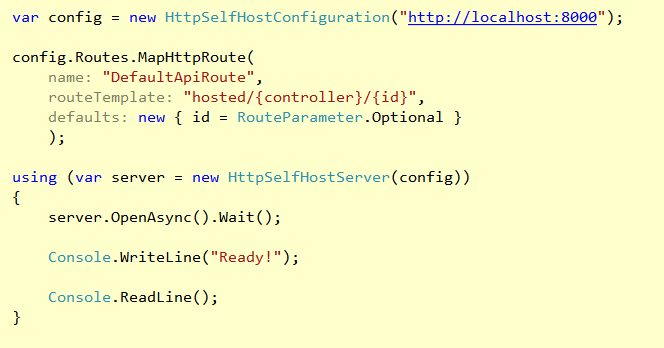 var config = new HttpSelfHostConfiguration("http://localhost:8000");
config.Routes.MapHttpRoute(
    name: "DefaultApiRoute",
    routeTemplate: "hosted/{controller}/{id}",
    defaults: new { id = RouteParameter.Optional }
    );
using (var server = new HttpSelfHostServer(config))
{
    server.OpenAsync().Wait();
    Console.WriteLine("Ready!");
    Console.ReadLine();
}